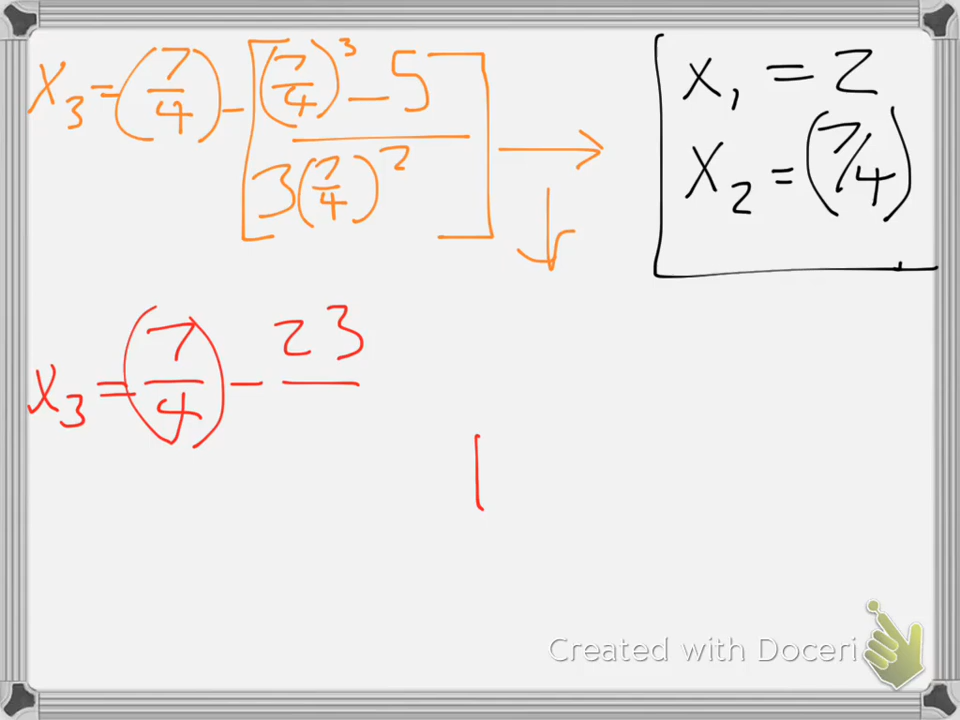 x₃ = (7/4) - [((7/4)³ - 5) / (3(7/4)²)] →
x₁ = 2
x₂ = (7/4)
x₃ = (7/4) - 23/
Created with Doceri